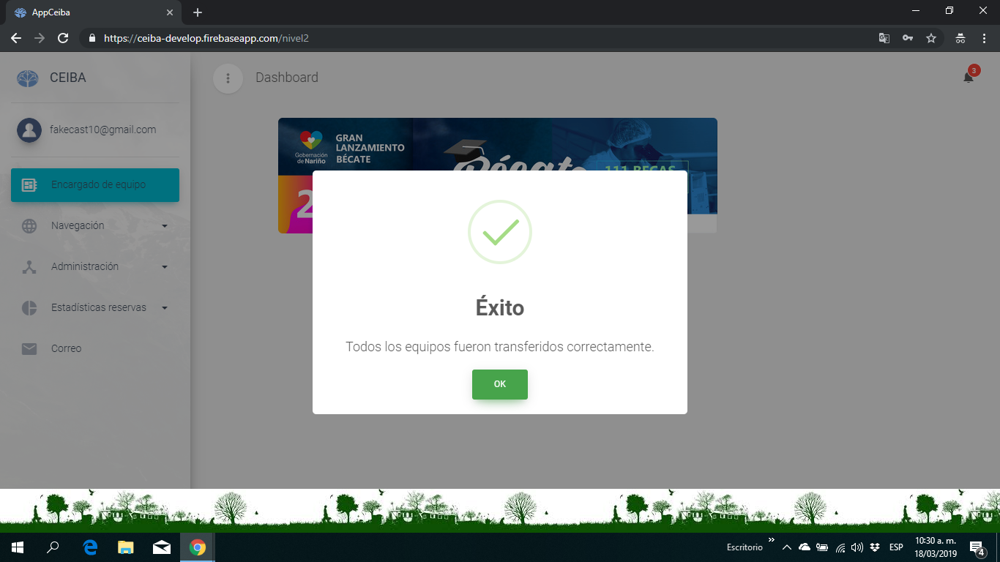 AppCeiba
https://ceiba-develop.firebaseapp.com/nivel2
CEIBA
Dashboard
3
fakecast10@gmail.com
Encargado de equipo
Navegación
Administración
Estadísticas reservas
Correo
Gobernación
de Nariño
GRAN
LANZAMIENTO
BÉCATE
Bécate
111 BECAS
2
Éxito
Todos los equipos fueron transferidos correctamente.
OK
Escritorio
ESP
10:30 a. m.
18/03/2019
4